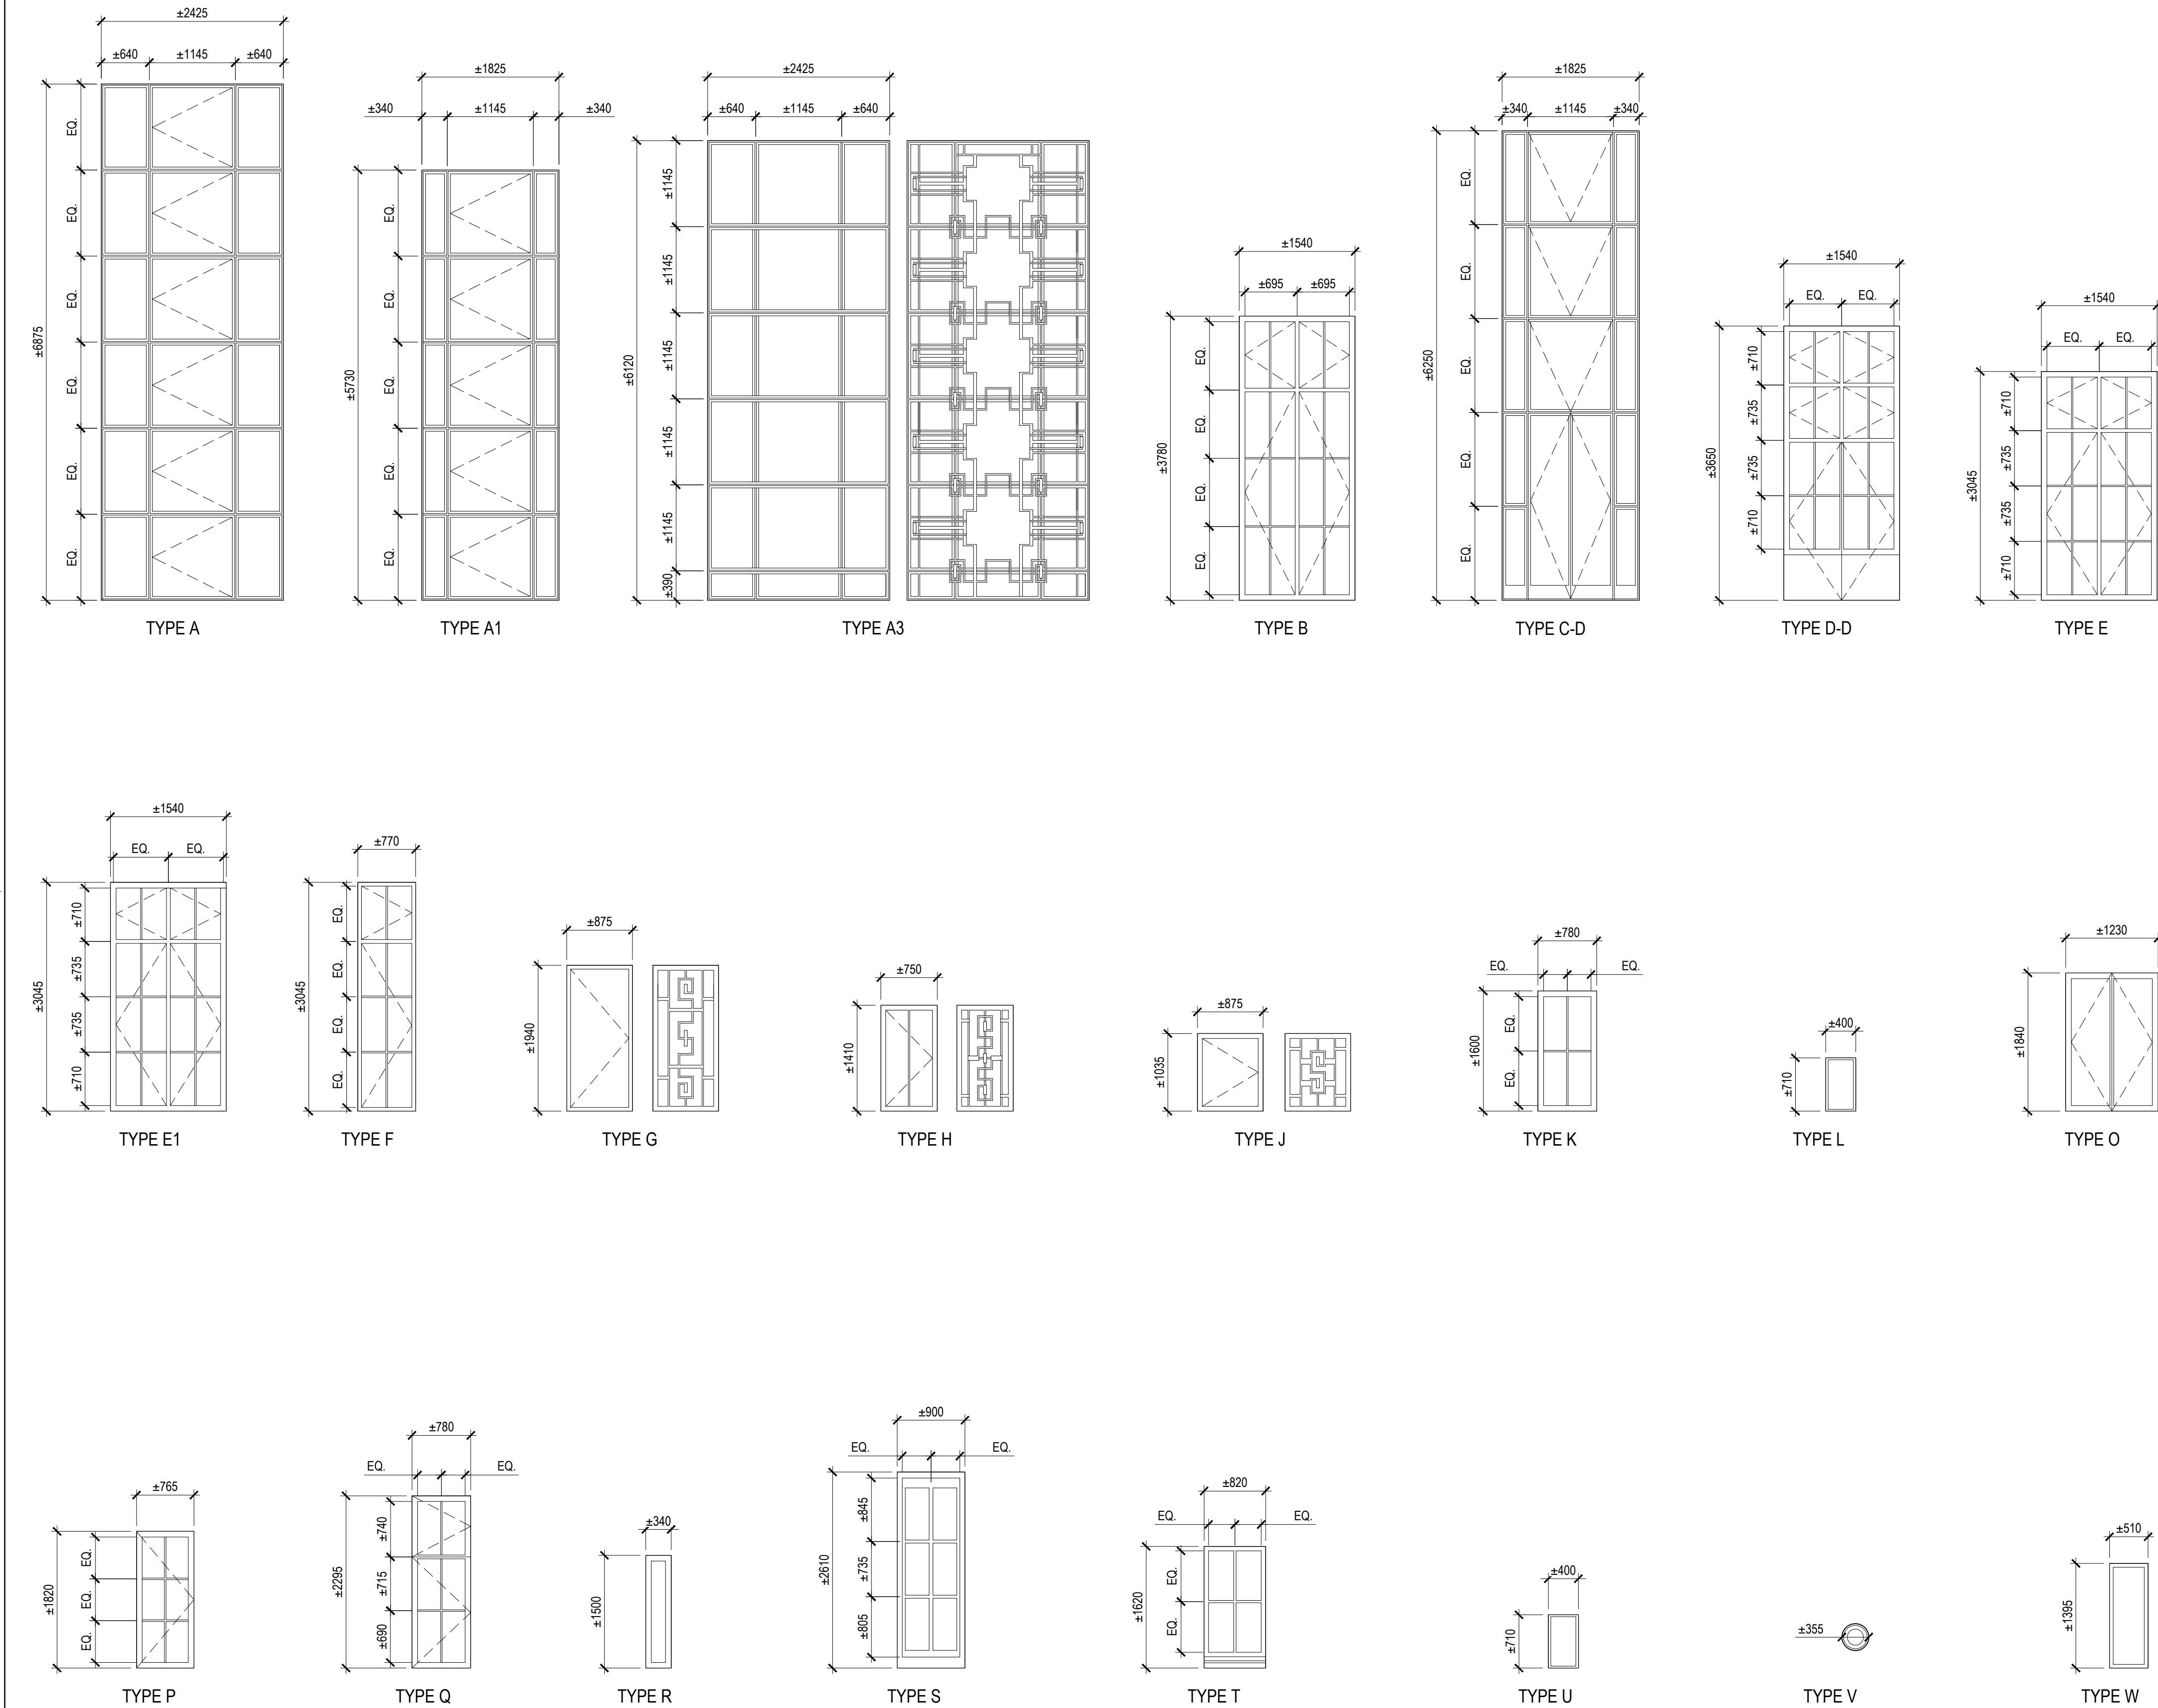 ±2425
±640 ±1145 ±640
±6875
EQ.
EQ.
EQ.
EQ.
EQ.
EQ.
TYPE A
±1825
±340 ±1145 ±340
±5730
EQ.
EQ.
EQ.
EQ.
EQ.
TYPE A1
±2425
±640 ±1145 ±640
±6120
±1145
±1145
±1145
±1145
±1145
±390
TYPE A3
±1540
±695 ±695
±3780
EQ.
EQ.
EQ.
EQ.
TYPE B
±1825
±340 ±1145 ±340
±6250
EQ.
EQ.
EQ.
EQ.
EQ.
TYPE C-D
±1540
EQ. EQ.
±3650
±710
±735
±735
±710
TYPE D-D
±1540
EQ. EQ.
±3045
±710
±735
±735
±710
TYPE E
±1540
EQ. EQ.
±3045
±710
±735
±735
±710
TYPE E1
±770
±3045
EQ.
EQ.
EQ.
EQ.
TYPE F
±875
±1940
TYPE G
±750
±1410
TYPE H
±875
±1035
TYPE J
±780
EQ. EQ.
±1600
EQ.
EQ.
TYPE K
±400
±710
TYPE L
±1230
±1840
TYPE O
±765
±1820
EQ.
EQ.
EQ.
TYPE P
±780
EQ. EQ.
±2295
±740
±715
±690
TYPE Q
±340
±1500
TYPE R
±900
EQ. EQ.
±2610
±845
±735
±805
TYPE S
±820
EQ. EQ.
±1620
EQ.
EQ.
TYPE T
±400
±710
TYPE U
±355
TYPE V
±510
±1395
TYPE W